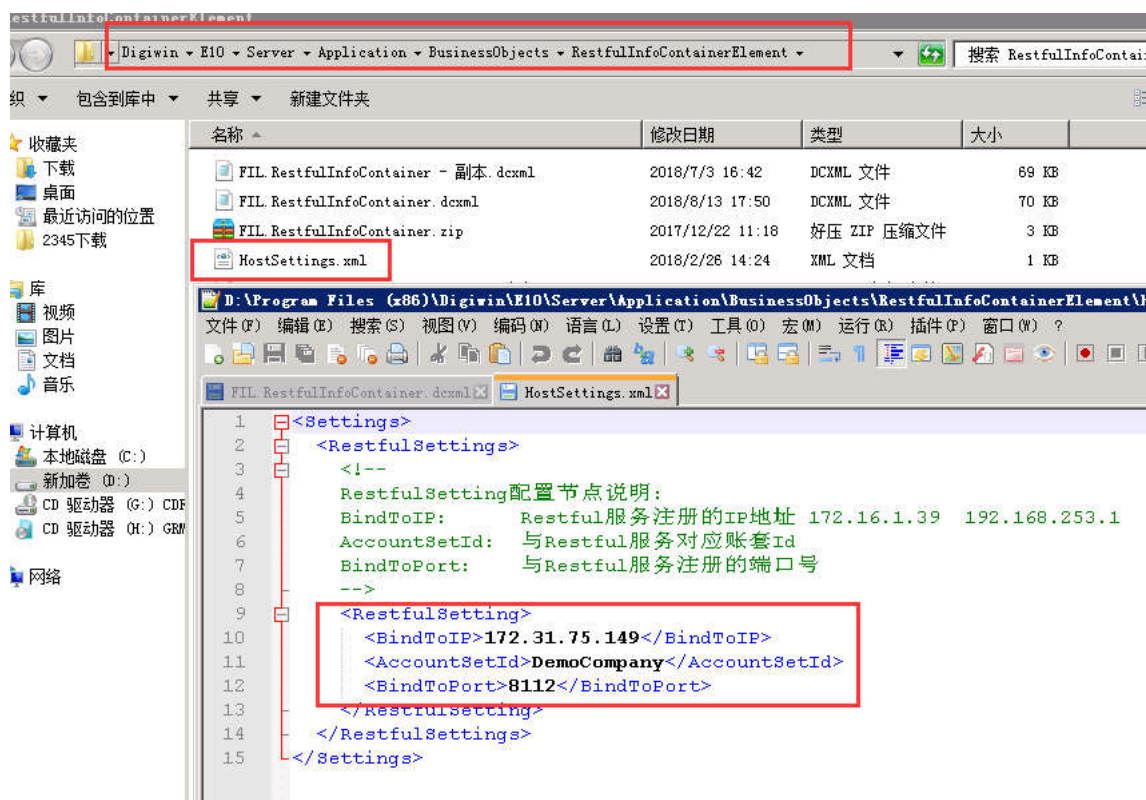 RestfulInfoContainerElement
Digiwin E10 Server Application BusinessObjects RestfulInfoContainerElement
搜索 RestfulInfoContai
织 包含到库中 共享 新建文件夹
收藏夹
下载
桌面
最近访问的位置
2345下载
库
视频
图片
文档
音乐
计算机
本地磁盘 (C:)
新加卷 (D:)
CD 驱动器 (G:) CDF
CD 驱动器 (H:) GRM
网络
名称 修改日期 类型 大小
FIL.RestfulInfoContainer - 副本.dcxml 2018/7/3 16:42 DCXML 文件 69 KB
FIL.RestfulInfoContainer.dcxml 2018/8/13 17:50 DCXML 文件 70 KB
FIL.RestfulInfoContainer.zip 2017/12/22 11:18 好压 ZIP 压缩文件 3 KB
HostSettings.xml 2018/2/26 14:24 XML 文档 1 KB
D:\Program Files (x86)\Digiwin\E10\Server\Application\BusinessObjects\RestfulInfoContainerElement\H
文件(F) 编辑(E) 搜索(S) 视图(V) 编码(N) 语言(L) 设置(T) 工具(O) 宏(M) 运行(R) 插件(P) 窗口(W) ?
FIL.RestfulInfoContainer.dcxml HostSettings.xml
1 <Settings>
2 <RestfulSettings>
3 <!--
4 RestfulSetting配置节点说明:
5 BindToIP: Restful服务注册的IP地址 172.16.1.39 192.168.253.1
6 AccountSetId: 与Restful服务对应账套Id
7 BindToPort: 与Restful服务注册的端口号
8 -->
9 <RestfulSetting>
10 <BindToIP>172.31.75.149</BindToIP>
11 <AccountSetId>DemoCompany</AccountSetId>
12 <BindToPort>8112</BindToPort>
13 </RestfulSetting>
14 </RestfulSettings>
15 </Settings>